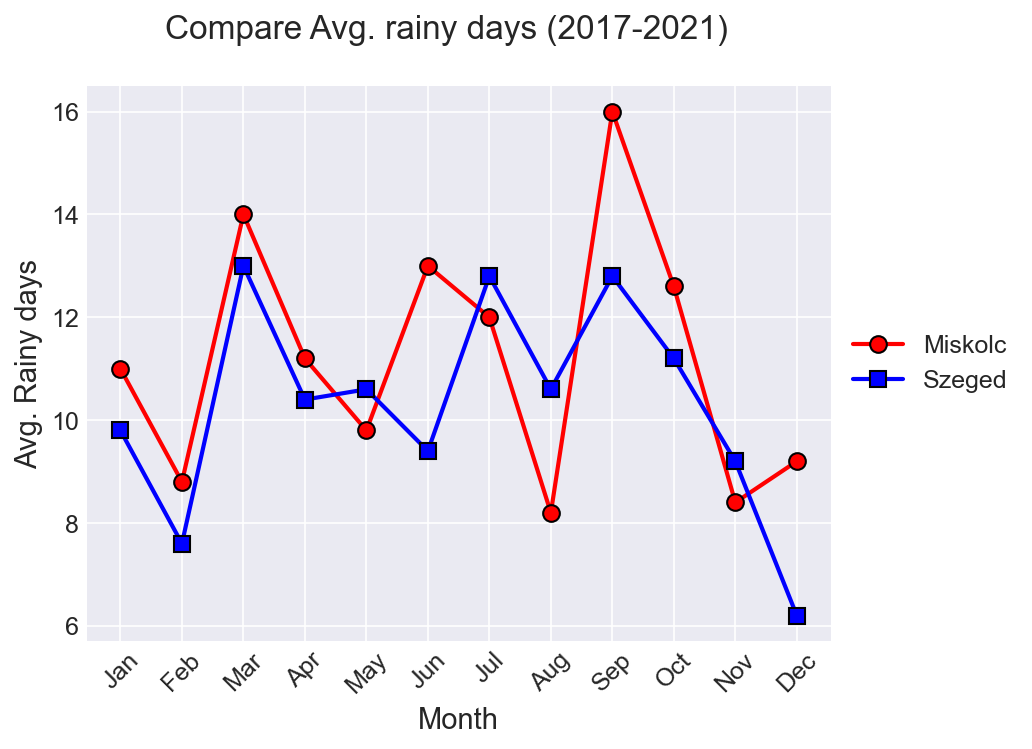 Compare Avg. rainy days (2017-2021)
Avg. Rainy days
16
14
12
10
8
6
Jan Feb Mar Apr May Jun Jul Aug Sep Oct Nov Dec
Month
Miskolc
Szeged